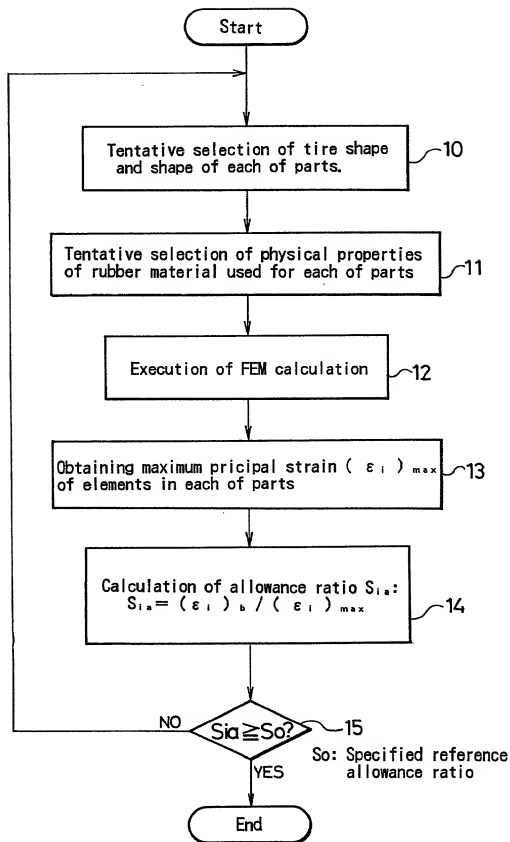 Start
Tentative selection of tire shape
and shape of each of parts.
10
Tentative selection of physical properties
of rubber material used for each of parts
11
Execution of FEM calculation
12
Obtaining maximum pricipal strain ( ε i ) max
of elements in each of parts
13
Calculation of allowance ratio Sia:
Sia= ( ε i ) b / ( ε i ) max
14
NO
Sia≧So?
15
So: Specified reference
allowance ratio
YES
End